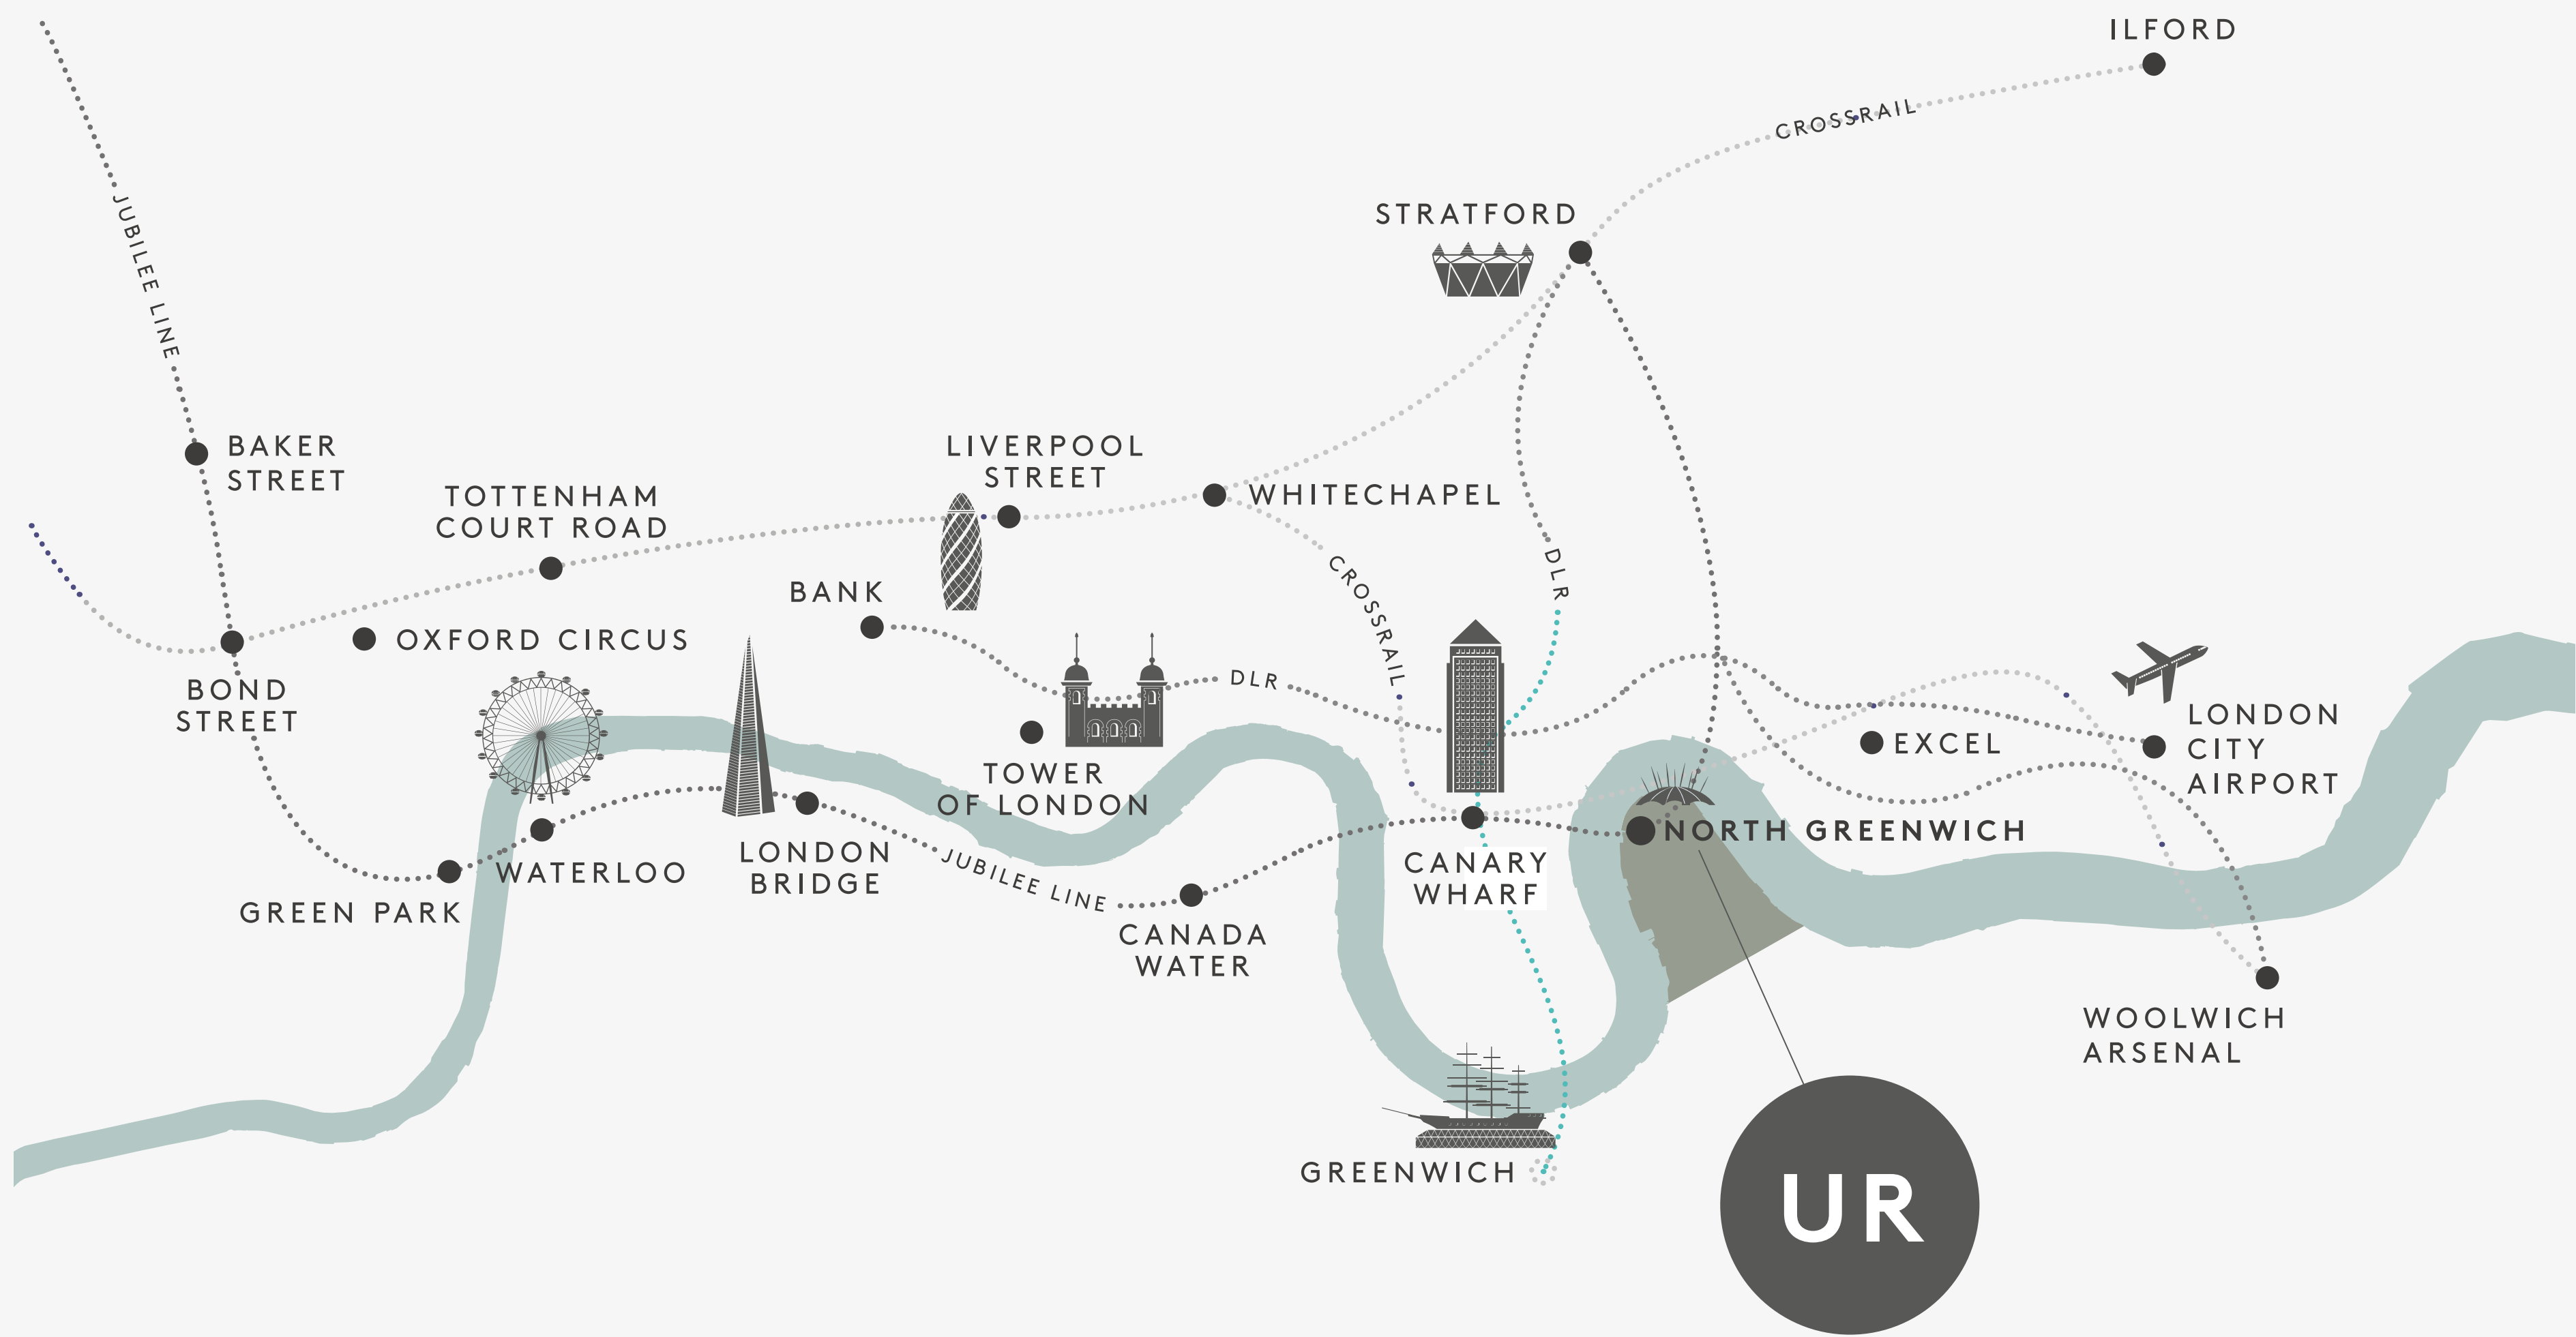 ILFORD
CROSSRAIL
STRATFORD
JUBILEE LINE
BAKER
STREET
LIVERPOOL
STREET
TOTTENHAM
COURT ROAD
WHITECHAPEL
DLR
CROSSRAIL
BANK
OXFORD CIRCUS
BOND
STREET
DLR
LONDON
CITY
AIRPORT
EXCEL
TOWER
OF LONDON
NORTH GREENWICH
WATERLOO
LONDON
BRIDGE
JUBILEE LINE
CANARY
WHARF
GREEN PARK
CANADA
WATER
WOOLWICH
ARSENAL
GREENWICH
UR